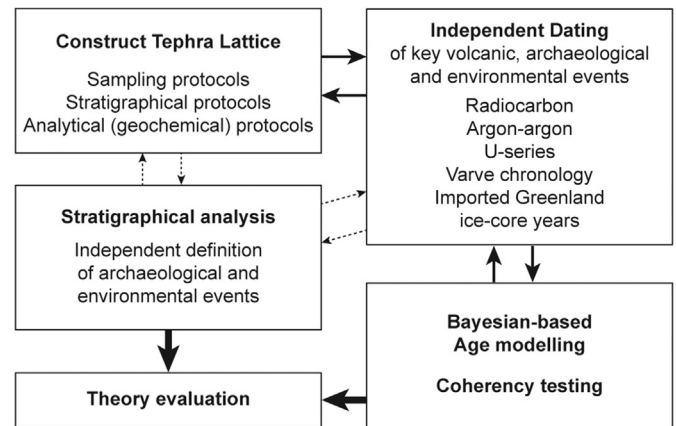 Construct Tephra Lattice
Sampling protocols
Stratigraphical protocols
Analytical (geochemical) protocols
Independent Dating
of key volcanic, archaeological
and environmental events
Radiocarbon
Argon-argon
U-series
Varve chronology
Imported Greenland
ice-core years
Stratigraphical analysis
Independent definition
of archaeological and
environmental events
Bayesian-based
Age modelling
Coherency testing
Theory evaluation